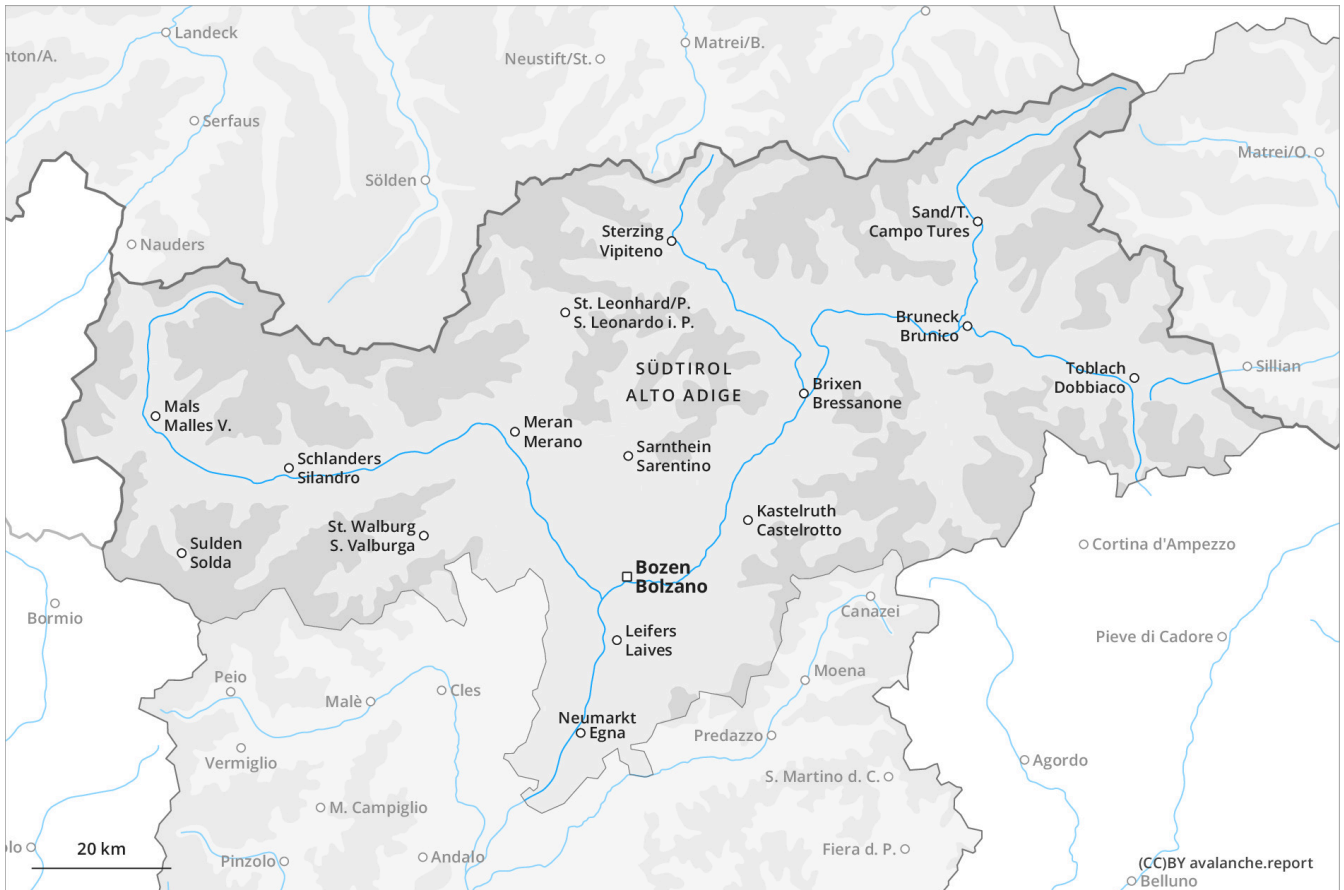 Landeck
Matrei/B.
nton/A.
Neustift/St.
Serfaus
Matrei/O.
Sölden
Sand/T.
Campo Tures
Sterzing
Vipiteno
Nauders
St. Leonhard/P.
S. Leonardo i. P.
Bruneck
Brunico
SÜDTIROL
ALTO ADIGE
Toblach
Dobbiaco
Sillian
Brixen
Bressanone
Mals
Malles V.
Meran
Merano
Schlanders
Silandro
Sarnthein
Sarentino
Kastelruth
Castelrotto
St. Walburg
S. Valburga
Sulden
Solda
Cortina d'Ampezzo
Bozen
Bolzano
Bormio
Canazei
Leifers
Laives
Pieve di Cadore
Peio
Moena
Malè
Cles
Neumarkt
Egna
Predazzo
Vermiglio
Agordo
S. Martino d. C.
M. Campiglio
olo
20 km
Pinzolo
Andalo
Fiera d. P.
(CC)BY avalanche.report
Belluno